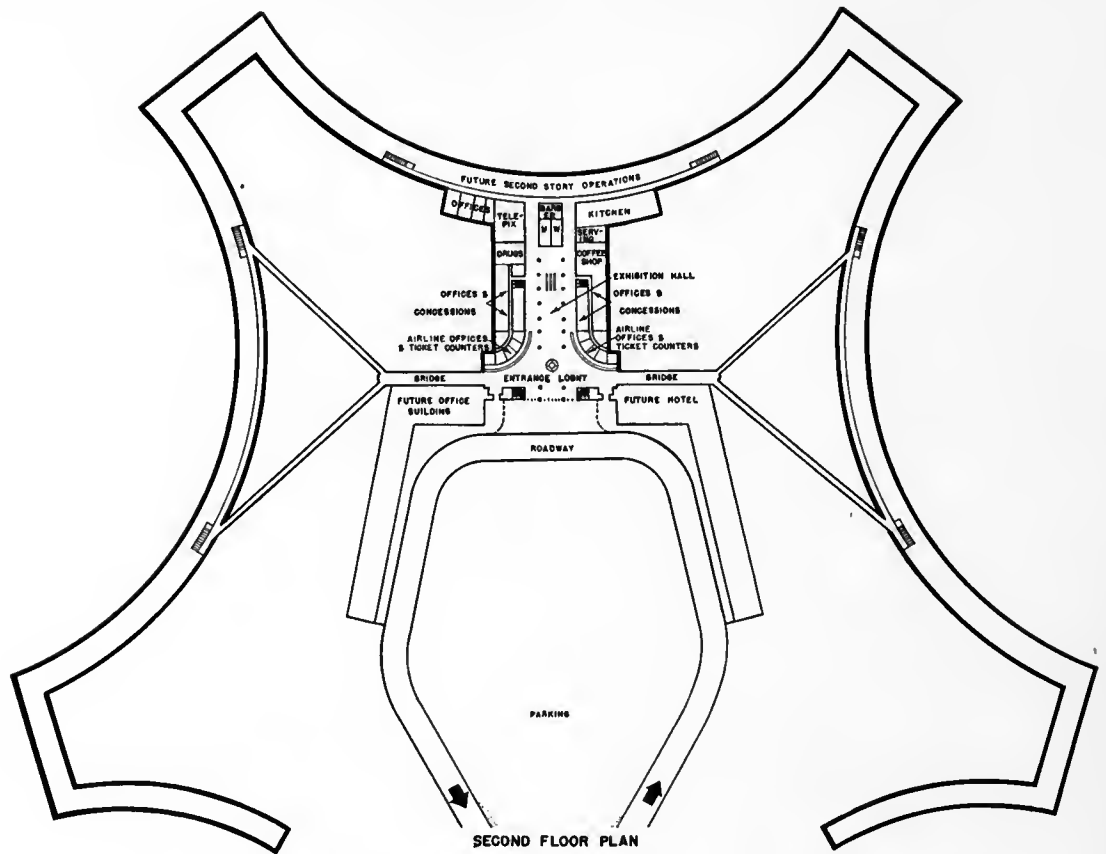 FUTURE SECOND STORY OPERATIONS
OFFICES
TELE-
PIX
BARB
ER
M W
KITCHEN
SERV-
ING
DRUGS
COFFEE
SHOP
EXHIBITION HALL
OFFICES &
CONCESSIONS
OFFICES &
CONCESSIONS
AIRLINE OFFICES
& TICKET COUNTERS
AIRLINE
OFFICES &
TICKET COUNTERS
BRIDGE
ENTRANCE LOBBY
BRIDGE
FUTURE OFFICE
BUILDING
FUTURE HOTEL
ROADWAY
PARKING
SECOND FLOOR PLAN